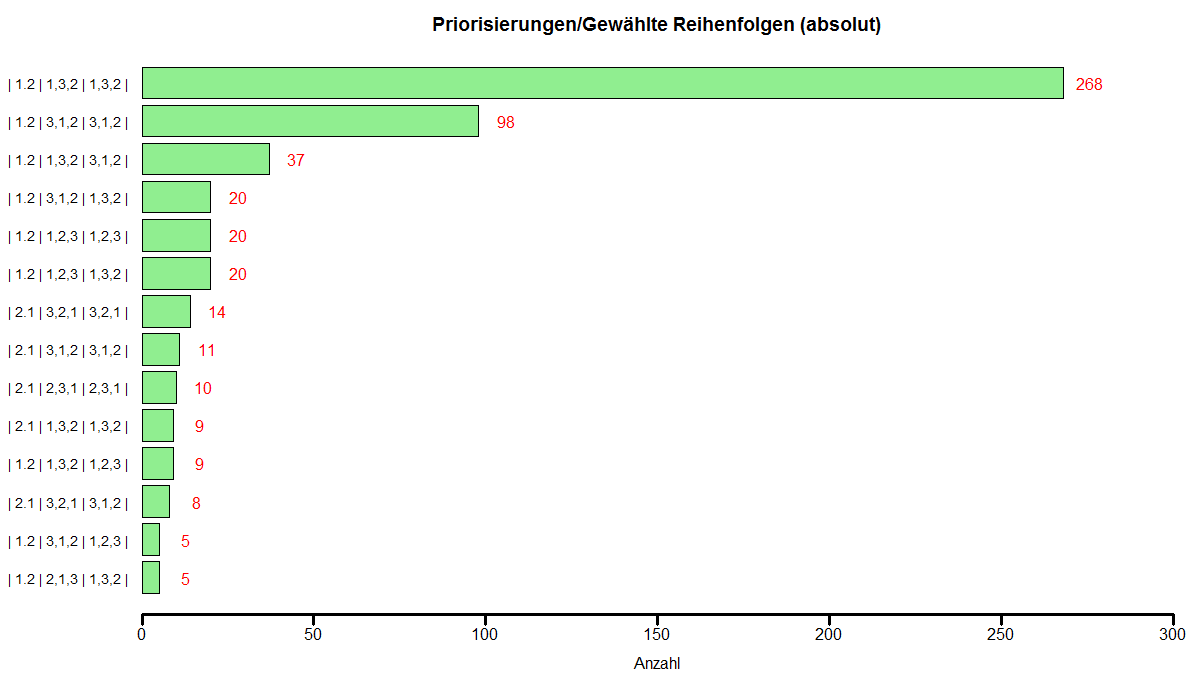 Priorisierungen/Gewählte Reihenfolgen (absolut)
| 1.2 | 1,3,2 | 1,3,2 | 268
| 1.2 | 3,1,2 | 3,1,2 | 98
| 1.2 | 1,3,2 | 3,1,2 | 37
| 1.2 | 3,1,2 | 1,3,2 | 20
| 1.2 | 1,2,3 | 1,2,3 | 20
| 1.2 | 1,2,3 | 1,3,2 | 20
| 2.1 | 3,2,1 | 3,2,1 | 14
| 2.1 | 3,1,2 | 3,1,2 | 11
| 2.1 | 2,3,1 | 2,3,1 | 10
| 2.1 | 1,3,2 | 1,3,2 | 9
| 1.2 | 1,3,2 | 1,2,3 | 9
| 2.1 | 3,2,1 | 3,1,2 | 8
| 1.2 | 3,1,2 | 1,2,3 | 5
| 1.2 | 2,1,3 | 1,3,2 | 5
0 50 100 150 200 250 300
Anzahl